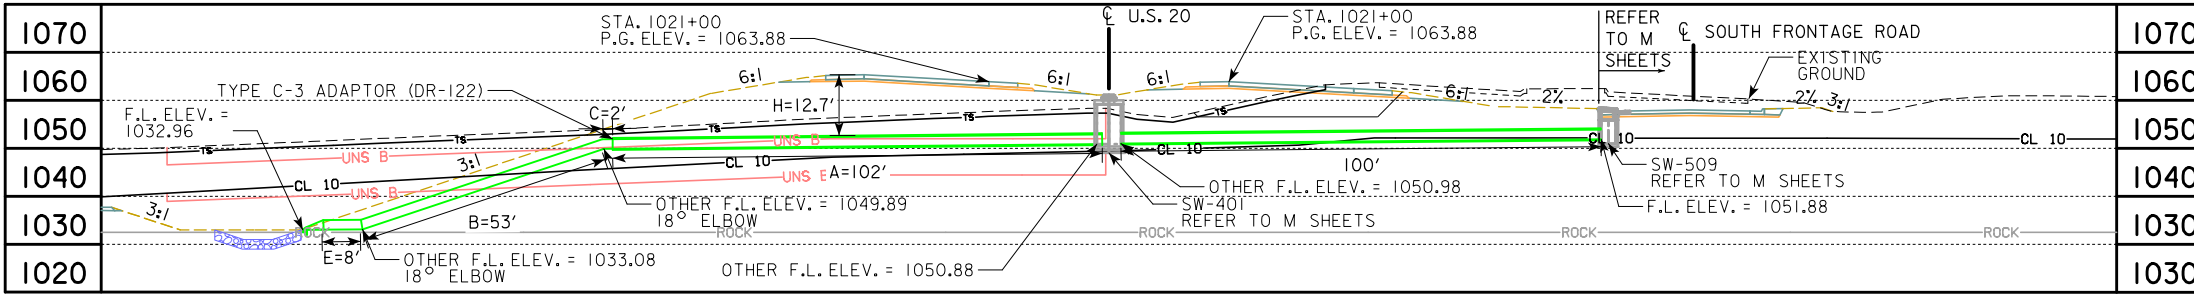 1070
1060
1050
1040
1030
1020
STA. 1021+00
P.G. ELEV. = 1063.88
TYPE C-3 ADAPTOR (DR-122)
F.L. ELEV. =
1032.96
C=2'
H=12.7'
6:1
6:1
℄ U.S. 20
6:1
STA. 1021+00
P.G. ELEV. = 1063.88
6:1
2%
REFER
TO M
SHEETS
℄ SOUTH FRONTAGE ROAD
EXISTING
GROUND
2%
3:1
TS
TS
TS
TS
UNS B
UNS B
3:1
CL 10
CL 10
CL 10
CL 10
CL 10
UNS B
UNS B
A=102'
100'
3:1
B=53'
E=8'
OTHER F.L. ELEV. = 1049.89
18° ELBOW
OTHER F.L. ELEV. = 1033.08
18° ELBOW
OTHER F.L. ELEV. = 1050.88
OTHER F.L. ELEV. = 1050.98
SW-401
REFER TO M SHEETS
SW-509
REFER TO M SHEETS
F.L. ELEV. = 1051.88
ROCK
ROCK
ROCK
ROCK
ROCK
1070
1060
1050
1040
1030
1030